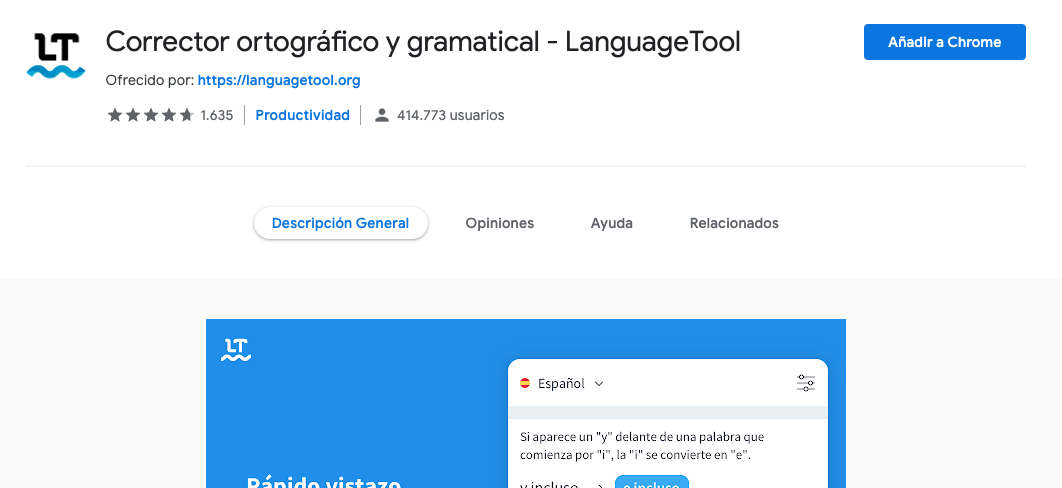 LT
Corrector ortográfico y gramatical - LanguageTool
Añadir a Chrome
Ofrecido por: https://languagetool.org
1.635 Productividad 414.773 usuarios
Descripción General Opiniones Ayuda Relacionados
LT
Español
Si aparece un "y" delante de una palabra que
comienza por "i", la "i" se convierte en "e".
Rápido vistazo
y incluso → e incluso